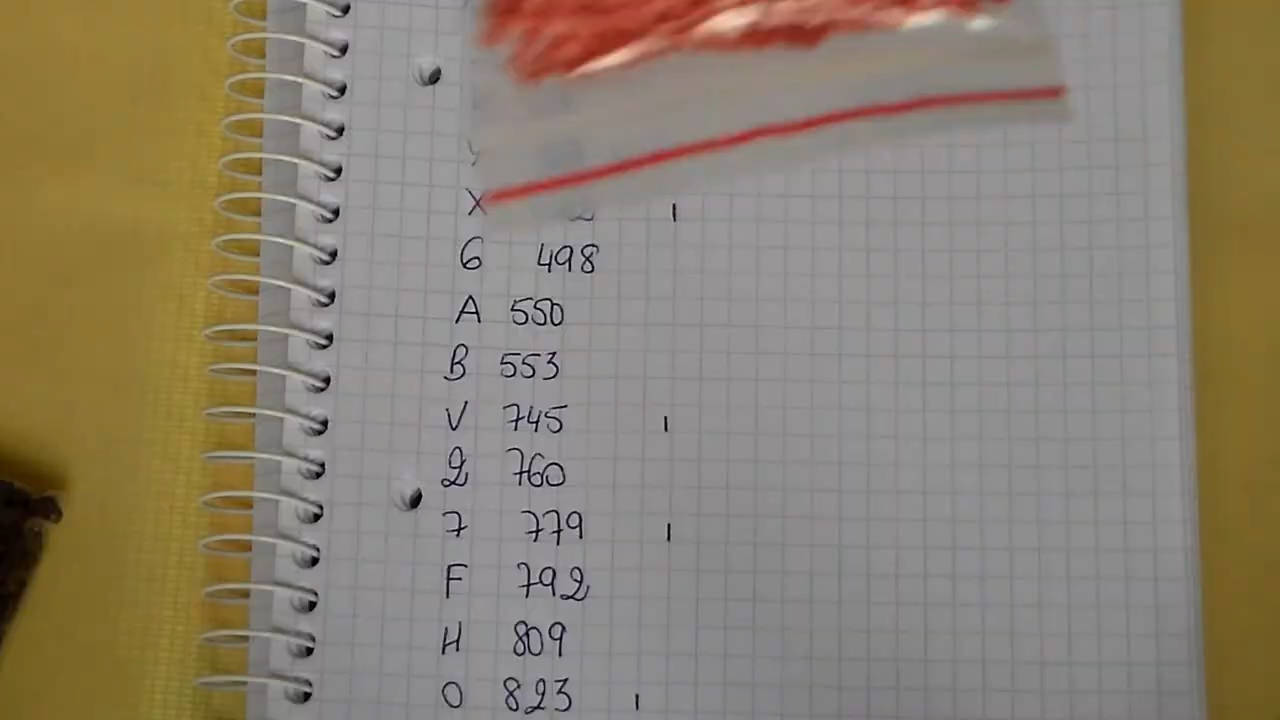 X
6 498
A 550
B 553
V 745 I
2 760
7 779 I
F 792
H 809
O 823 I